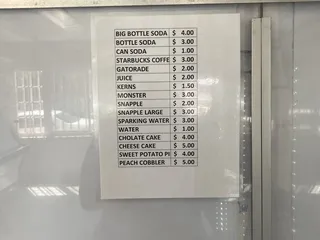 BIG BOTTLE SODA $ 4.00
BOTTLE SODA $ 3.00
CAN SODA $ 1.00
STARBUCKS COFFE $ 3.00
GATORADE $ 2.00
JUICE $ 2.00
KERNS $ 1.50
MONSTER $ 3.00
SNAPPLE $ 2.00
SNAPPLE LARGE $ 3.00
SPARKING WATER $ 3.00
WATER $ 1.00
CHOLATE CAKE $ 4.00
CHEESE CAKE $ 5.00
SWEET POTATO PI $ 4.00
PEACH COBBLER $ 5.00